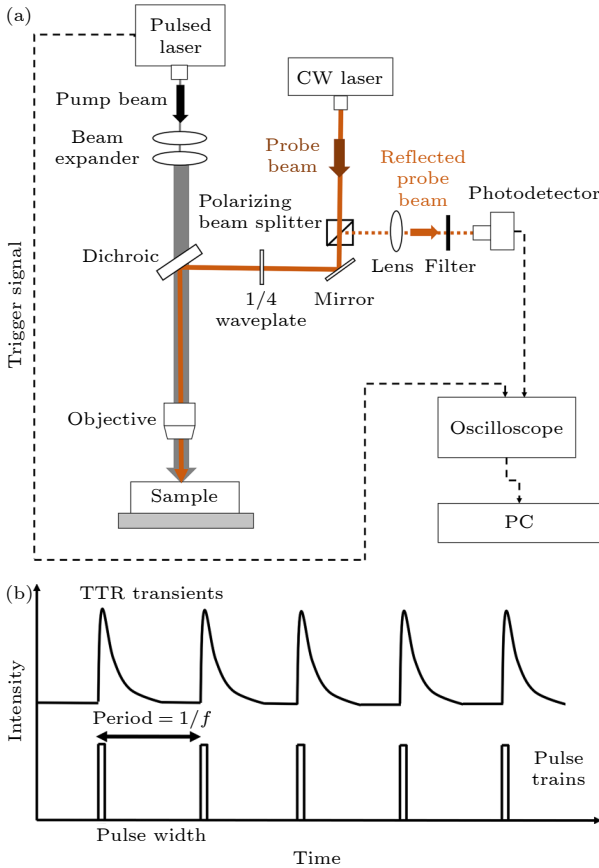 (a)
Pulsed
laser
CW laser
Pump beam
Beam
expander
Probe
beam
Reflected
probe
beam
Photodetector
Polarizing
beam splitter
Dichroic
Lens
Filter
Mirror
1/4
waveplate
Trigger signal
Objective
Oscilloscope
Sample
PC
(b)
TTR transients
Intensity
Period = 1/f
Pulse
trains
Pulse width
Time